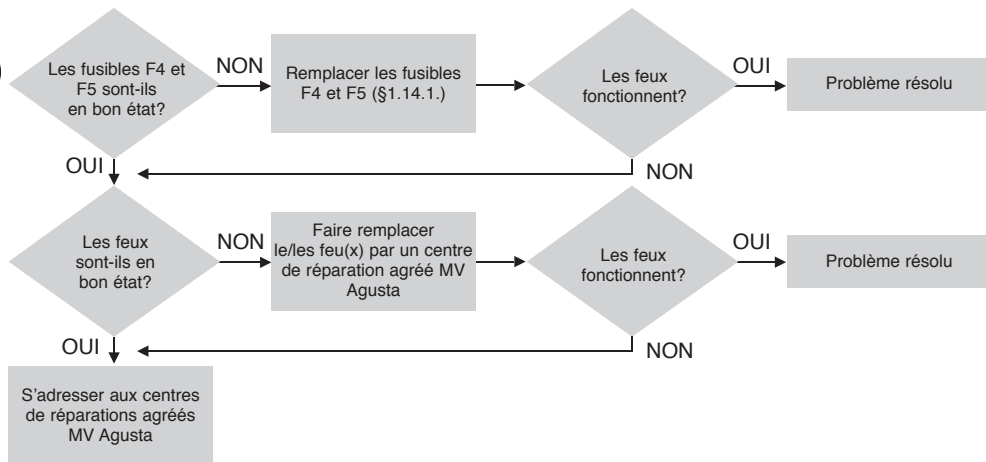 )
Les fusibles F4 et
F5 sont-ils
en bon état?
NON
Remplacer les fusibles
F4 et F5 (§1.14.1.)
Les feux
fonctionnent?
OUI
Problème résolu
OUI
NON
Les feux
sont-ils en
bon état?
NON
Faire remplacer
le/les feu(x) par un centre
de réparation agréé MV
Agusta
Les feux
fonctionnent?
OUI
Problème résolu
OUI
NON
S'adresser aux centres
de réparations agréés
MV Agusta